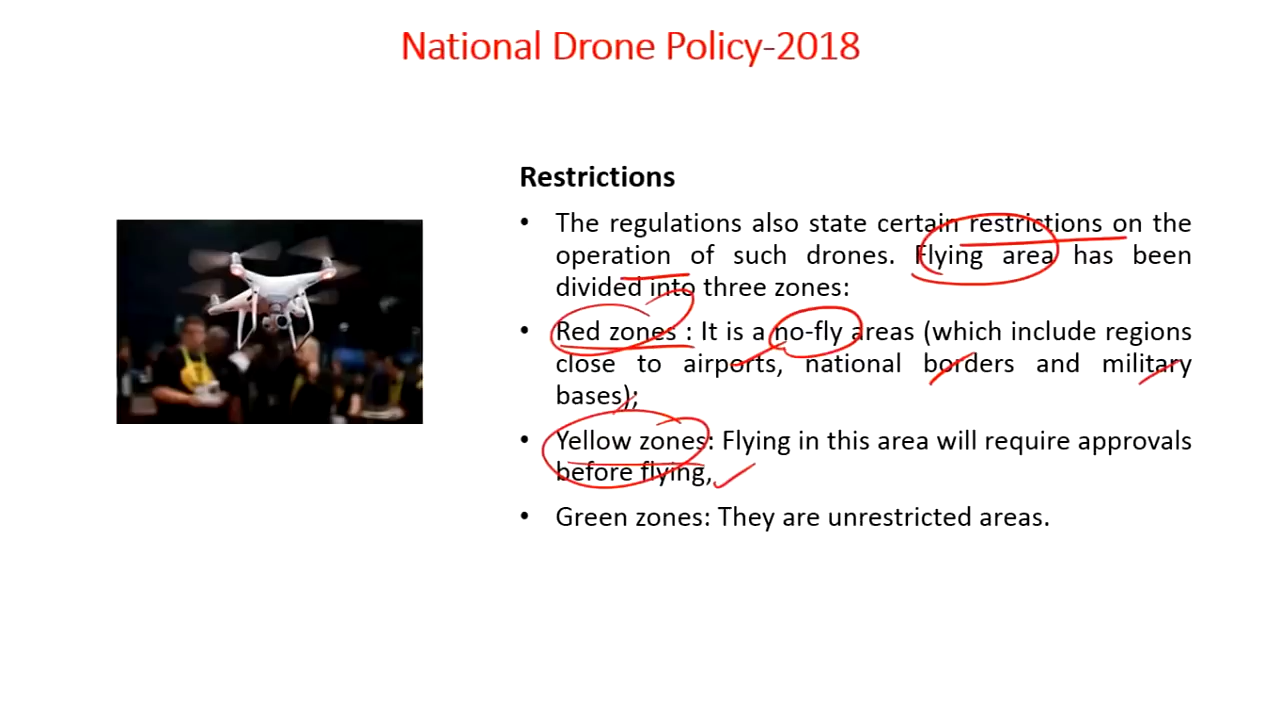 National Drone Policy-2018
Restrictions
• The regulations also state certain restrictions on the
operation of such drones. Flying area has been
divided into three zones:
• Red zones : It is a no-fly areas (which include regions
close to airports, national borders and military
bases);
• Yellow zones: Flying in this area will require approvals
before flying,
• Green zones: They are unrestricted areas.